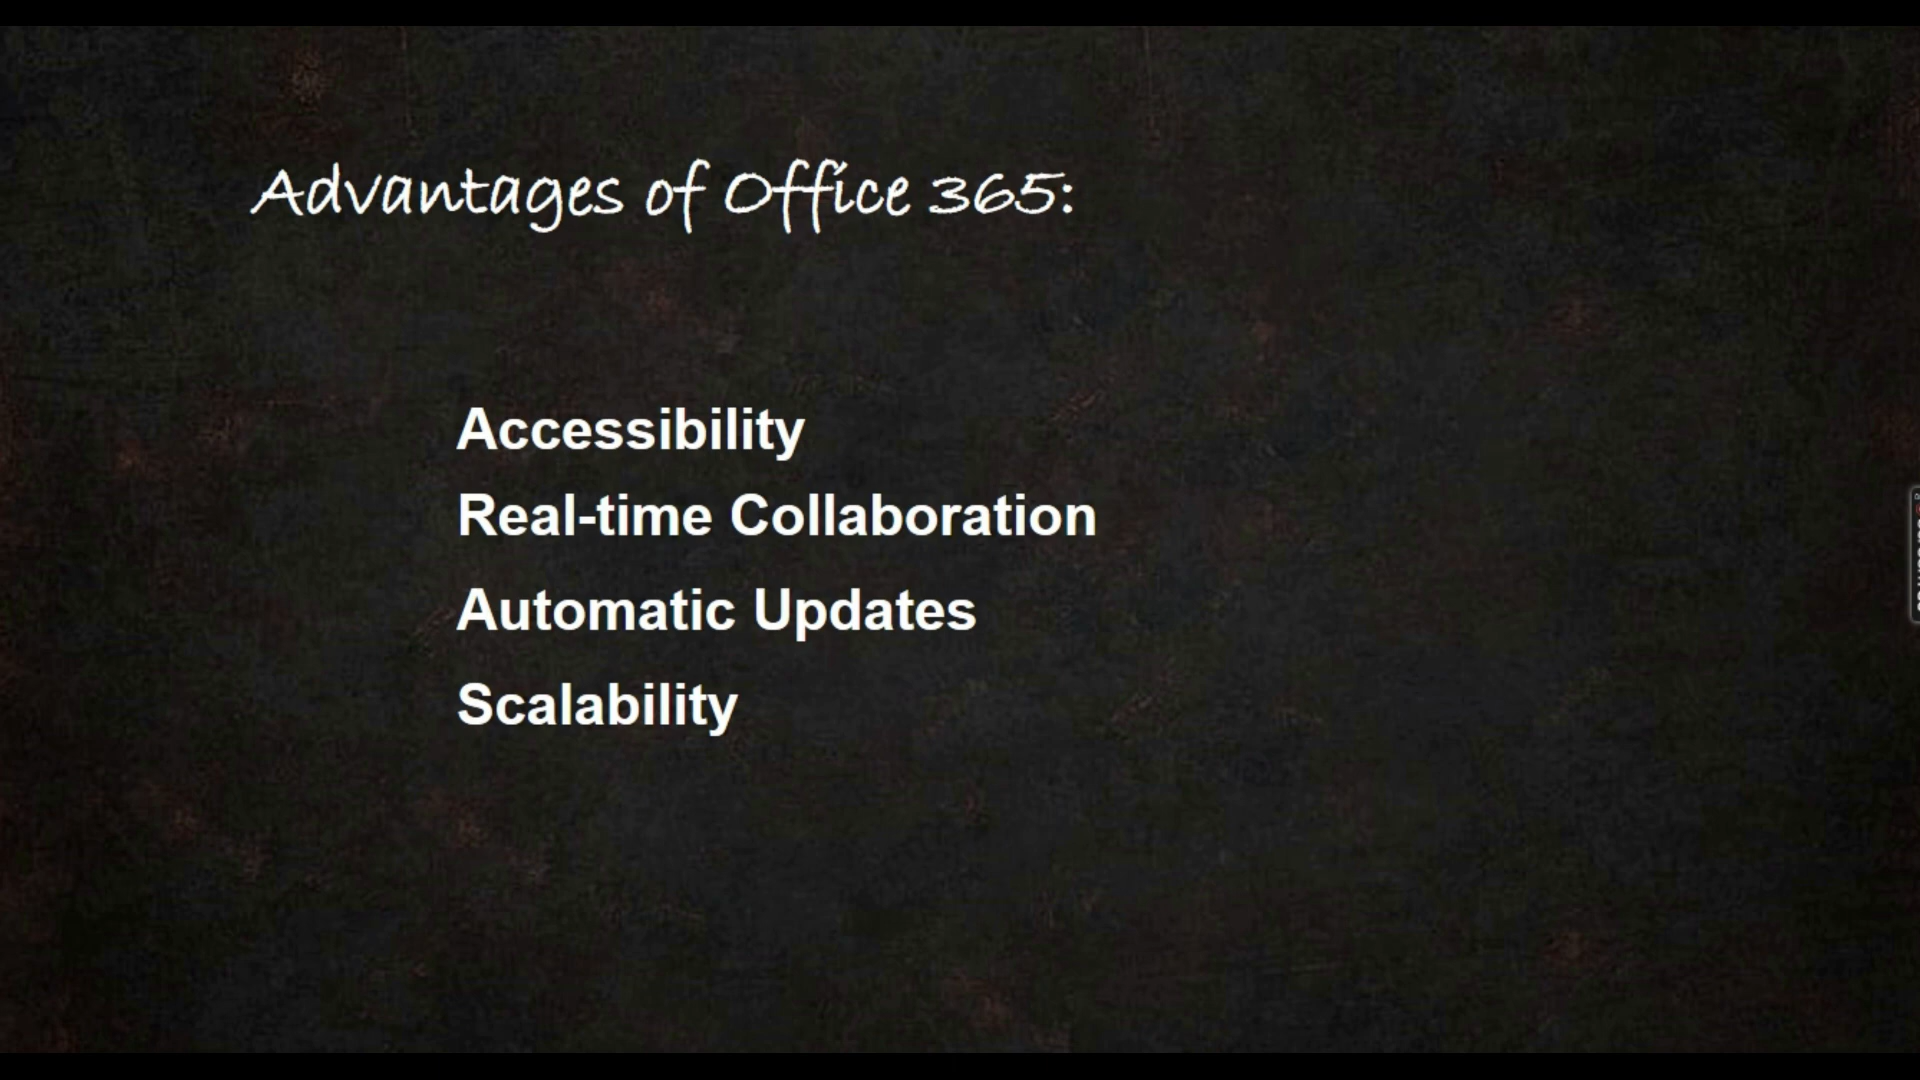 Advantages of Office 365:
Accessibility
Real-time Collaboration
Automatic Updates
Scalability